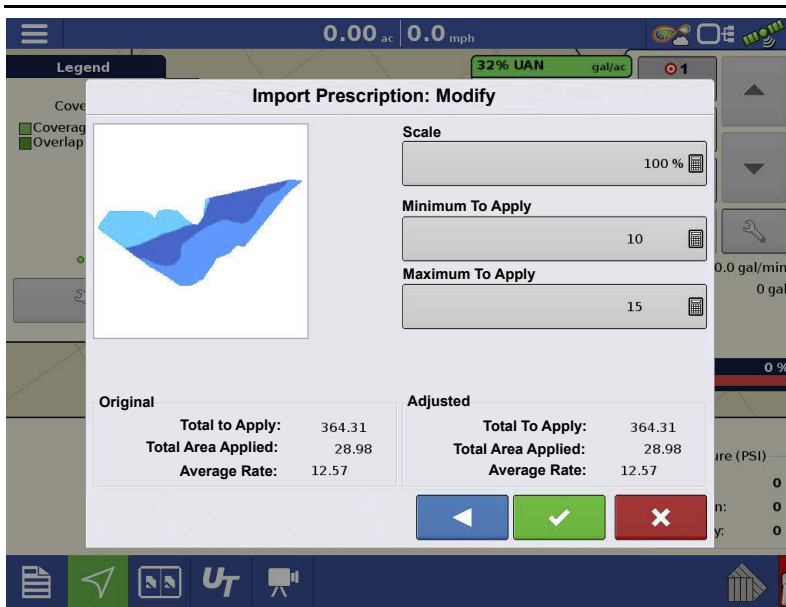 0.00 ac 0.0 mph
Legend
32% UAN gal/ac 1
Import Prescription: Modify
Cove
Coverag
Overlap
Scale
100 %
Minimum To Apply
10
Maximum To Apply
15
0.0 gal/min
0 gal
0 %
Original
Total to Apply: 364.31
Total Area Applied: 28.98
Average Rate: 12.57
Adjusted
Total To Apply: 364.31
Total Area Applied: 28.98
Average Rate: 12.57
ure (PSI)
0
n: 0
y: 0
UT